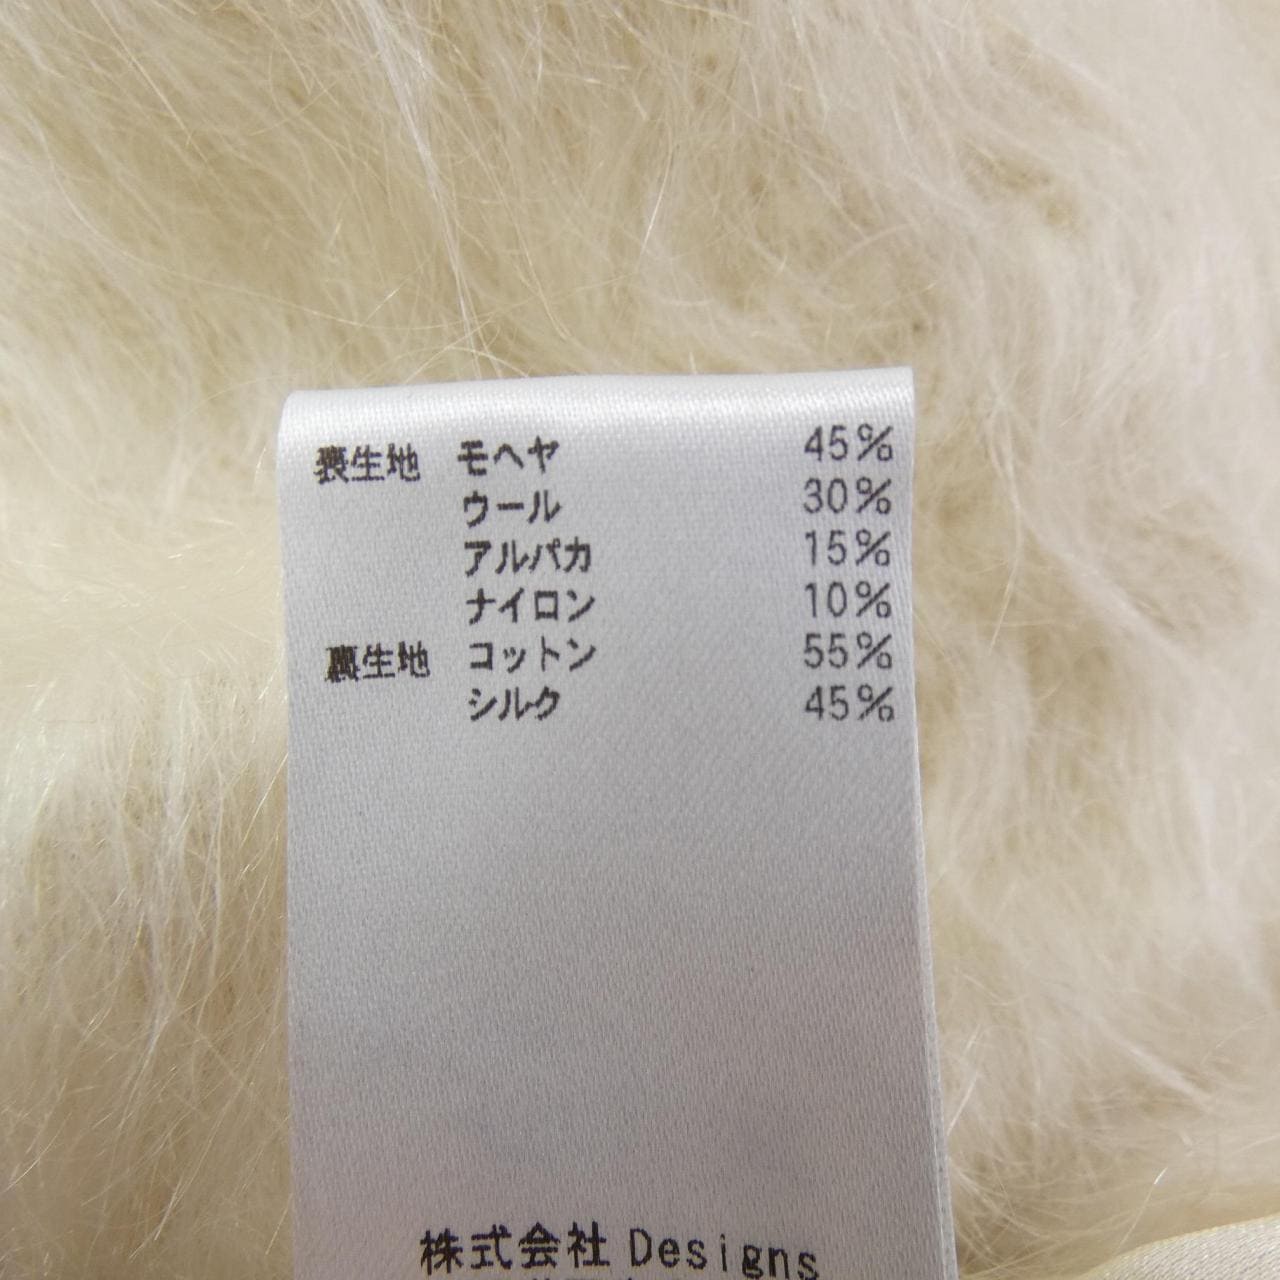 表生地 モヘヤ 45%
ウール 30%
アルパカ 15%
ナイロン 10%
裏生地 コットン 55%
シルク 45%
株式会社 Designs